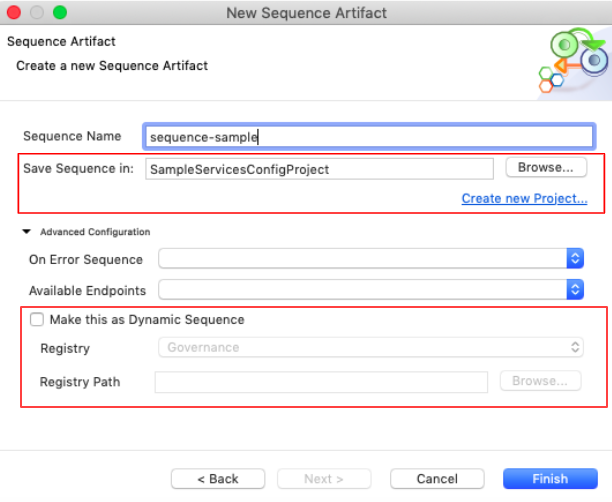 New Sequence Artifact
Sequence Artifact
Create a new Sequence Artifact
Sequence Name sequence-sample
Save Sequence in: SampleServicesConfigProject Browse...
Create new Project...
Advanced Configuration
On Error Sequence
Available Endpoints
Make this as Dynamic Sequence
Registry Governance
Registry Path Browse...
< Back Next > Cancel Finish